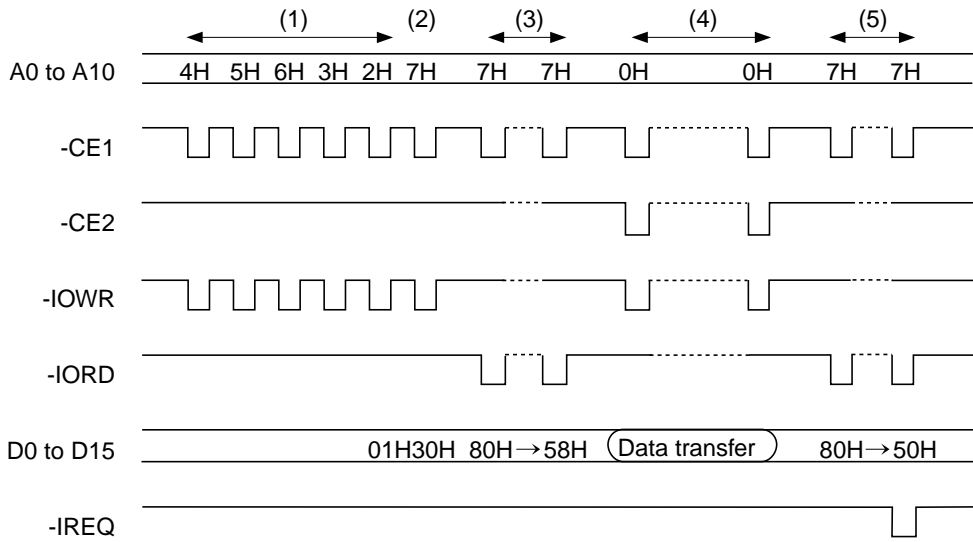 (1) (2) (3) (4) (5)
A0 to A10 4H 5H 6H 3H 2H 7H 7H 7H 0H 0H 7H 7H
-CE1
-CE2
-IOWR
-IORD
D0 to D15 01H30H 80H→58H Data transfer 80H→50H
-IREQ